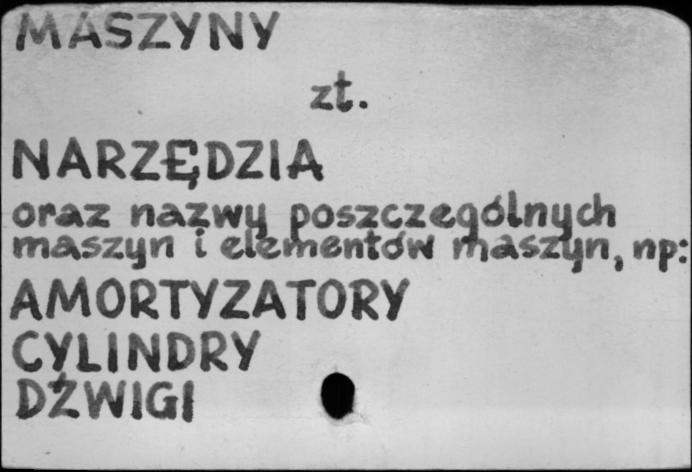 MASZYNY
zt.
NARZĘDZIA
oraz nazwy poszczególnych
maszyn i elementów maszyn, np:
AMORTYZATORY
CYLINDRY
DŹWIGI